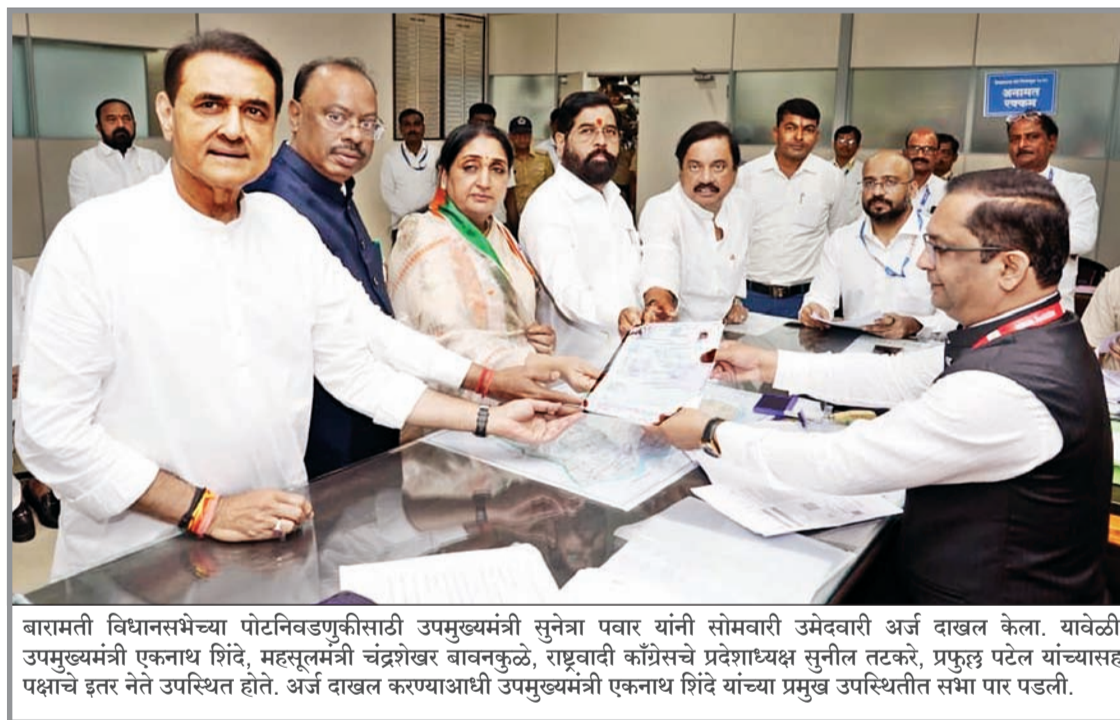 अनामत
रक्कम
बारामती विधानसभेच्या पोटनिवडणुकीसाठी उपमुख्यमंत्री सुनेत्रा पवार यांनी सोमवारी उमेदवारी अर्ज दाखल केला. यावेळी
उपमुख्यमंत्री एकनाथ शिंदे, महसूलमंत्री चंद्रशेखर बावनकुळे, राष्ट्रवादी काँग्रेसचे प्रदेशाध्यक्ष सुनील तटकरे, प्रफुल्ल पटेल यांच्यासह
पक्षाचे इतर नेते उपस्थित होते. अर्ज दाखल करण्याआधी उपमुख्यमंत्री एकनाथ शिंदे यांच्या प्रमुख उपस्थितीत सभा पार पडली.